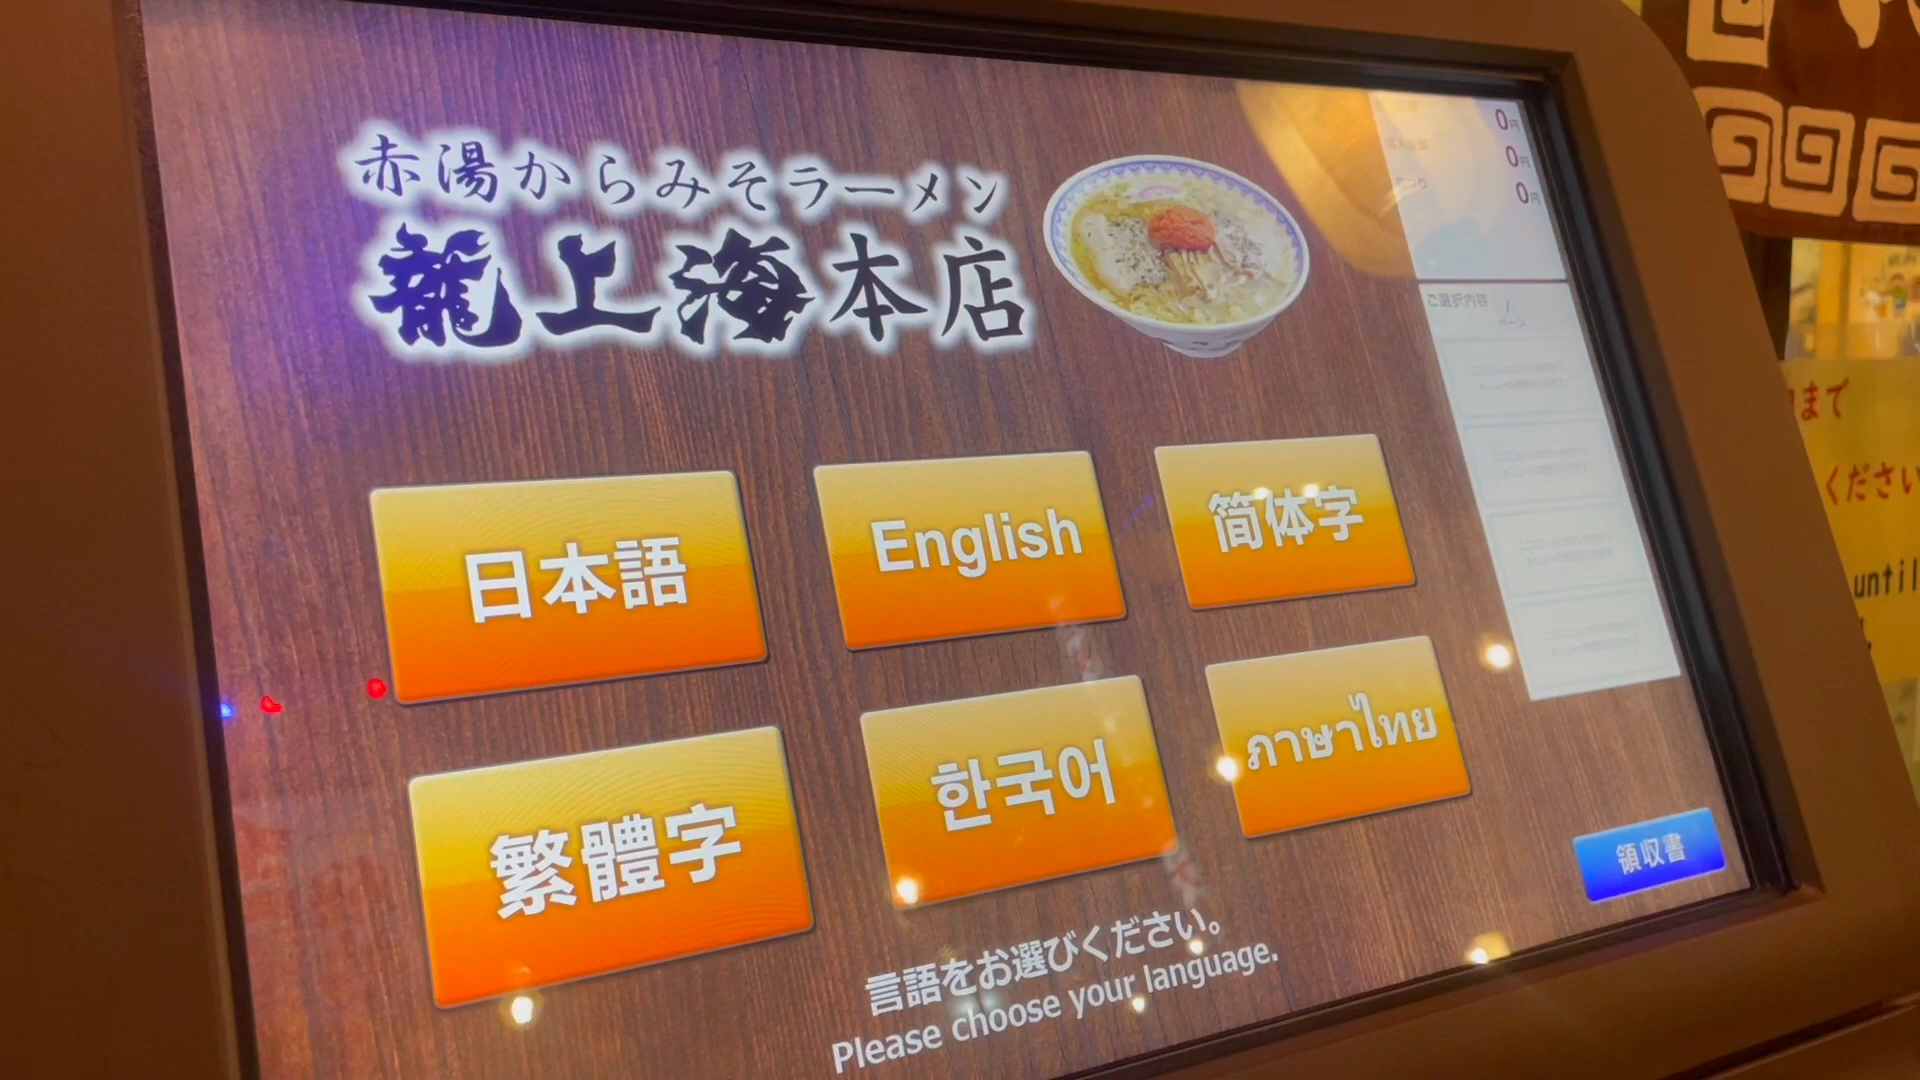 赤湯からみそラーメン
龍上海本店
0円
0円
0円
ご選択内容
日本語
English
简体字
繁體字
한국어
ภาษาไทย
言語をお選びください。
Please choose your language.
領収書
まで
ください
until